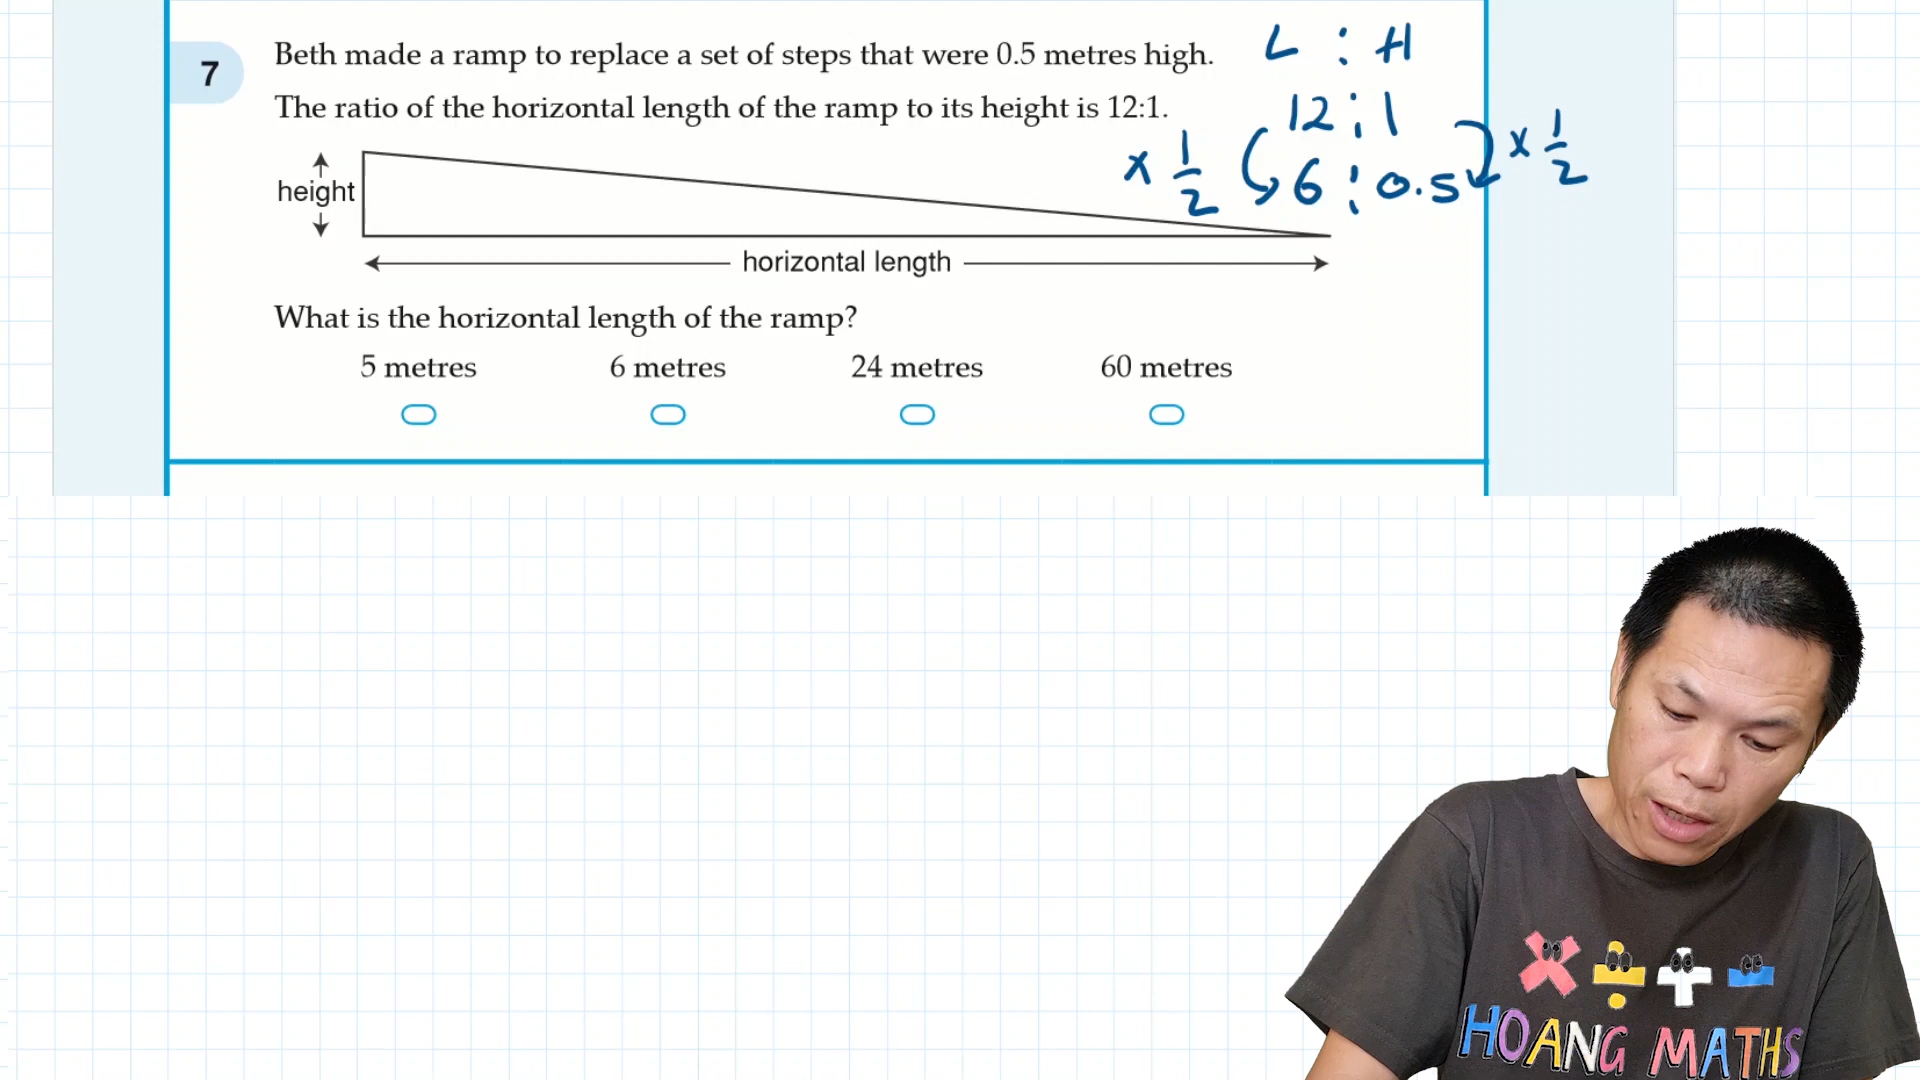 7
Beth made a ramp to replace a set of steps that were 0.5 metres high.
The ratio of the horizontal length of the ramp to its height is 12:1.
height
horizontal length
L : H
12 : 1
6 : 0.5
× 1/2
× 1/2
What is the horizontal length of the ramp?
5 metres 6 metres 24 metres 60 metres
× ÷ + −
HOANG MATHS